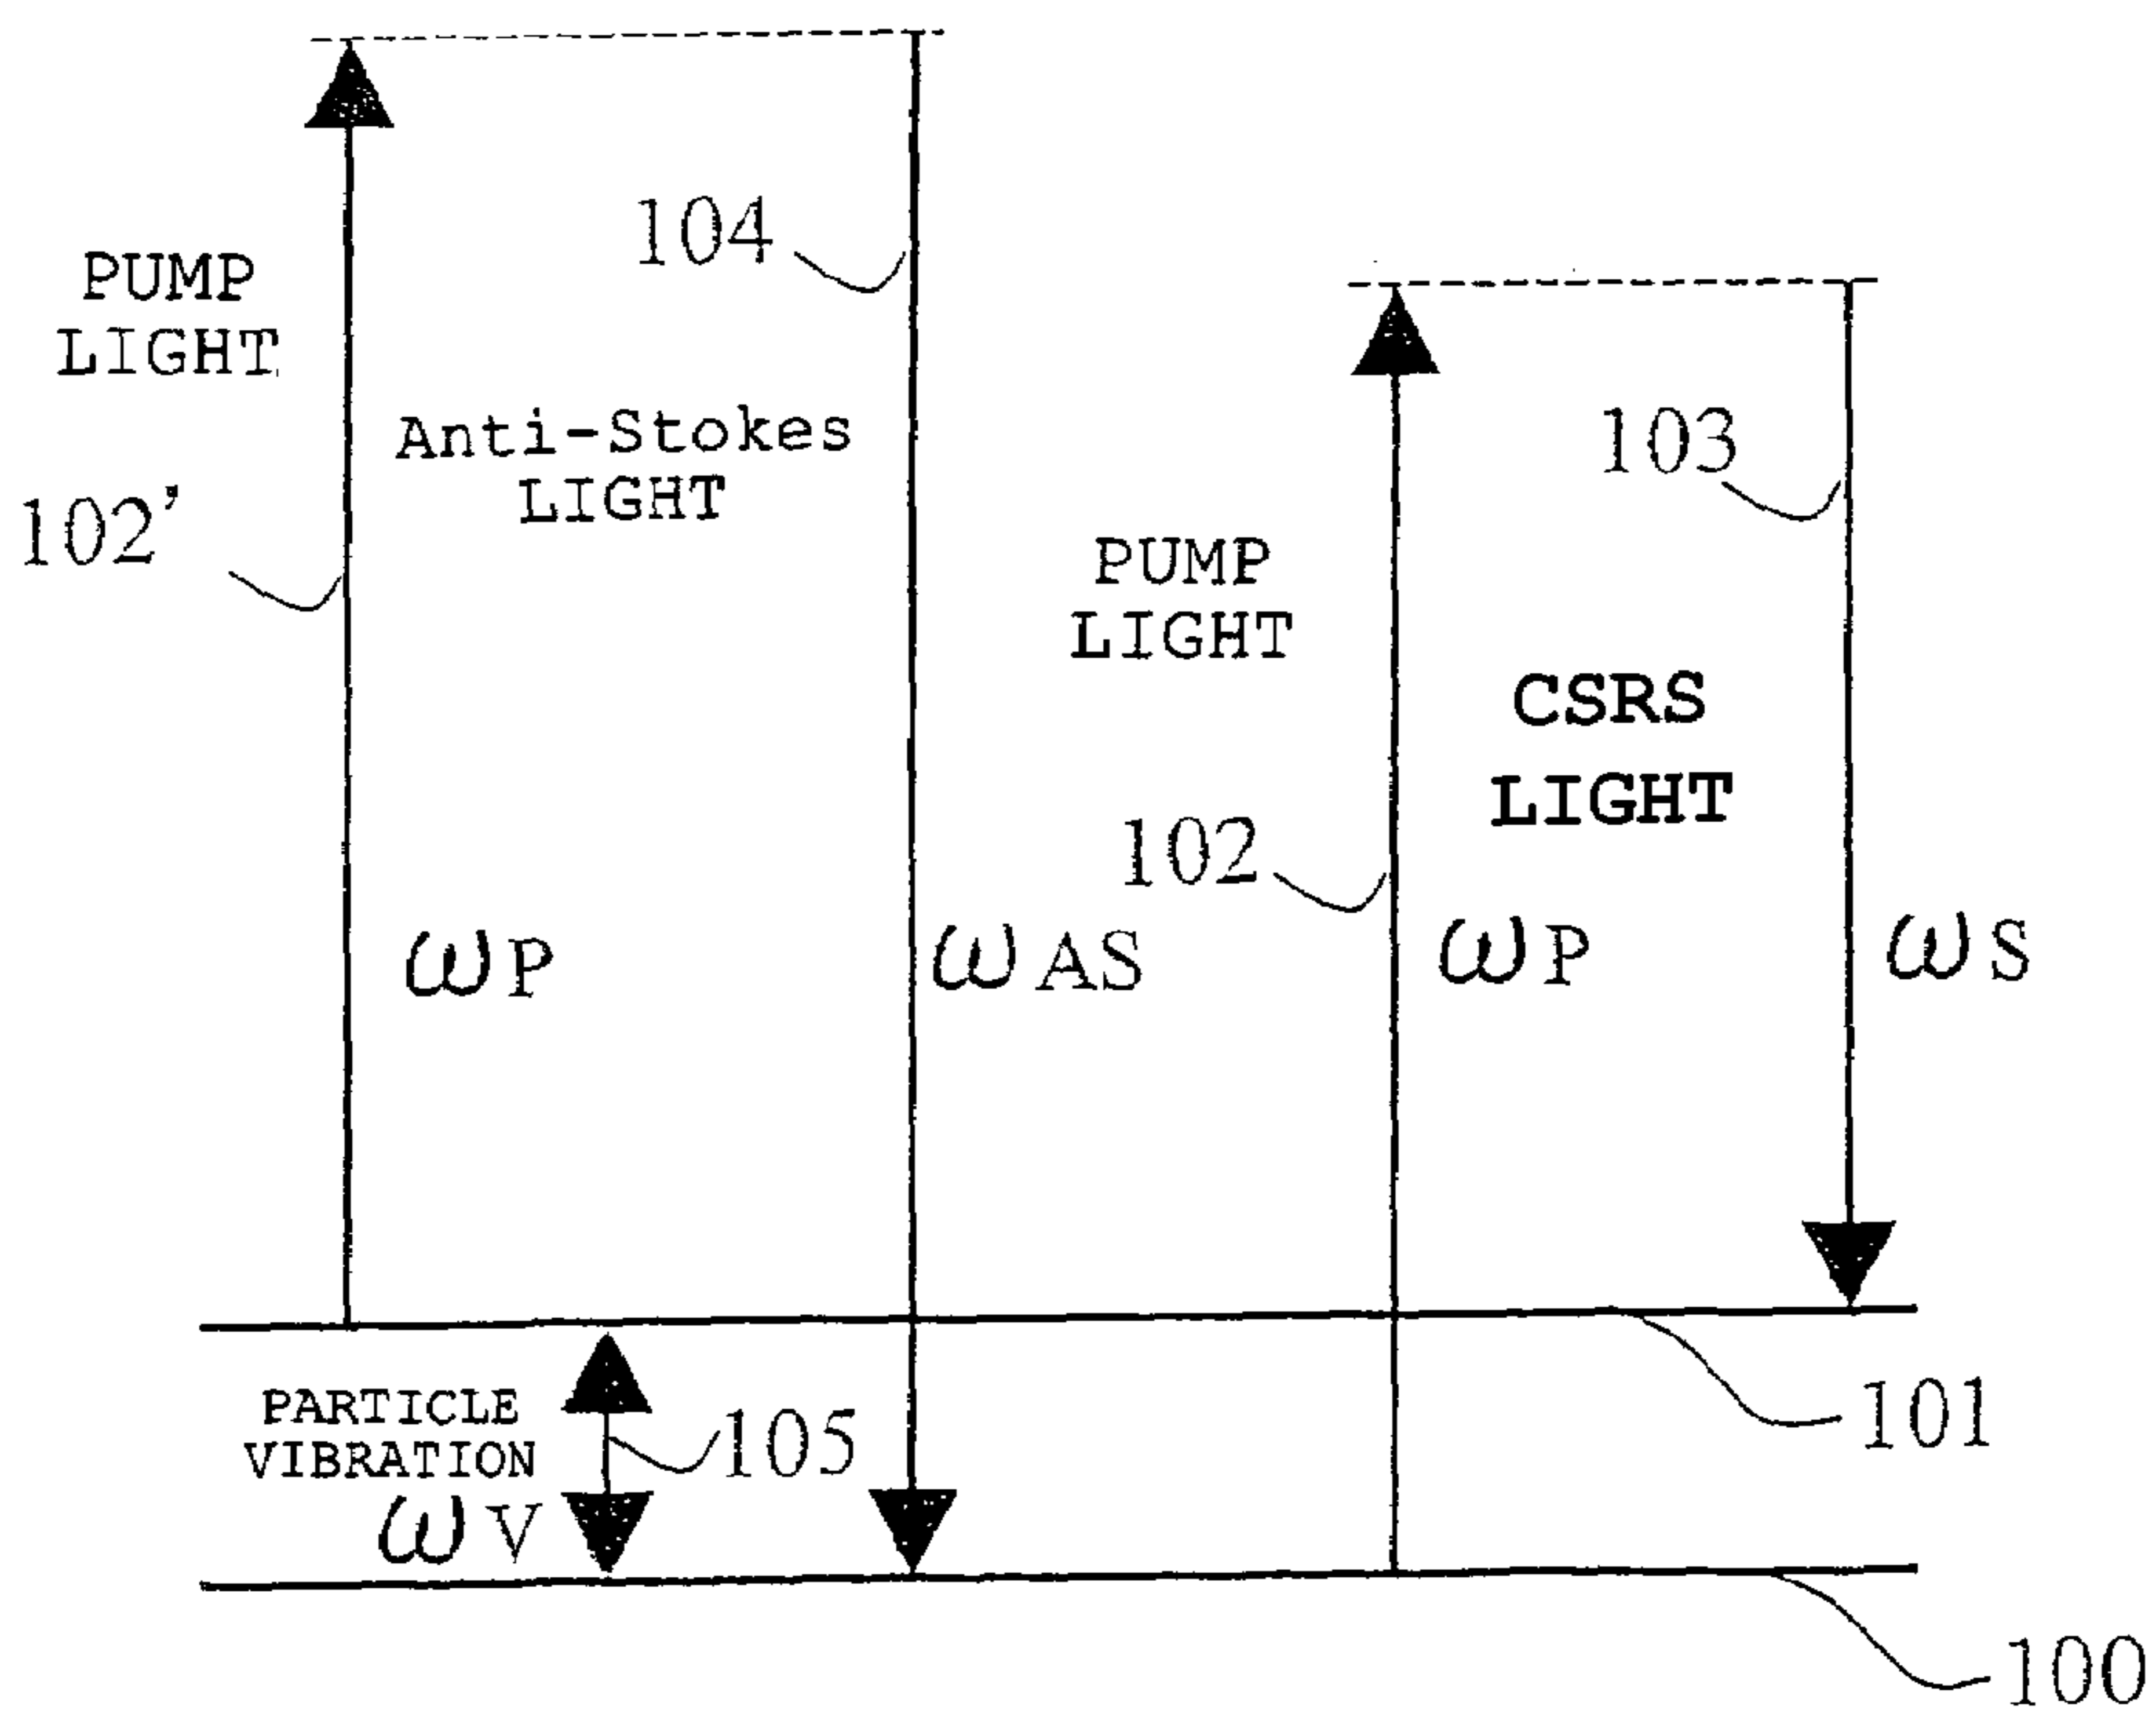 104
PUMP
LIGHT
Anti-Stokes
LIGHT
103
102'
PUMP
LIGHT
CSRS
LIGHT
102
ωP
ωAS
ωP
ωS
PARTICLE
VIBRATION
105
101
ωV
100